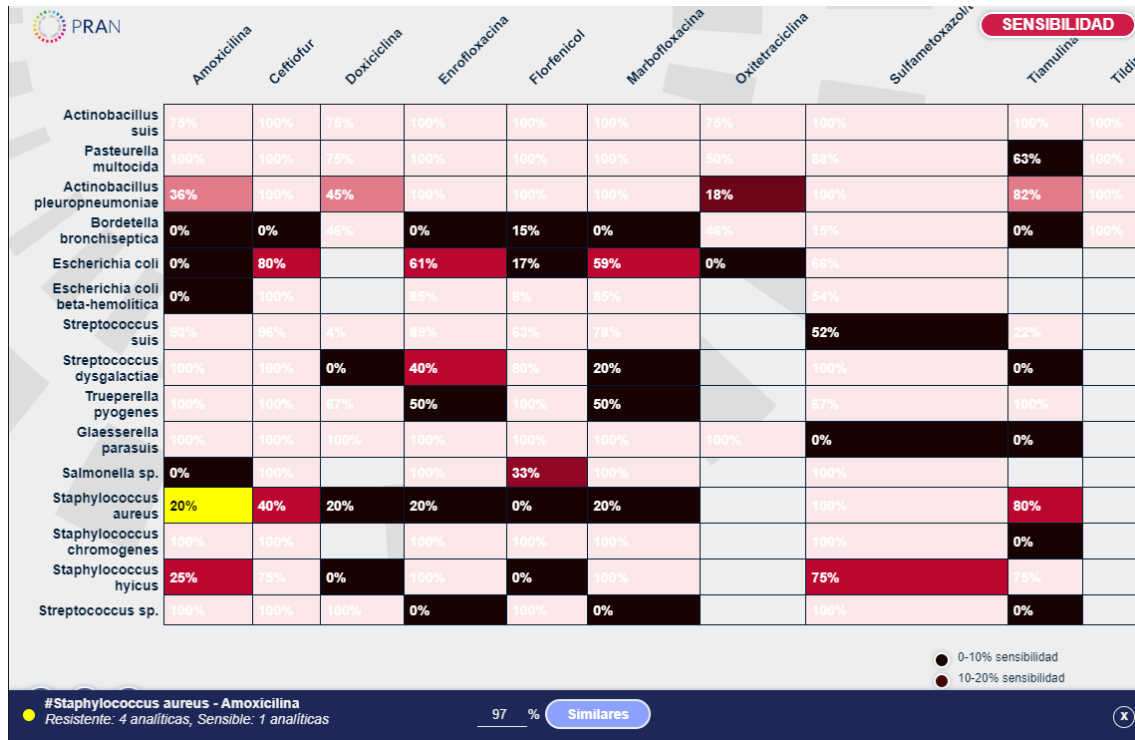 PRAN
SENSIBILIDAD
Amoxicilina Ceftiofur Doxiciclina Enrofloxacina Florfenicol Marbofloxacina Oxitetraciclina Tiamulina
Actinobacillus suis 75% 100% 75% 100% 100% 100% 75% 100% 100% 100%
Pasteurella multocida 100% 100% 75% 100% 100% 100% 50% 88% 63% 100%
Actinobacillus pleuropneumoniae 36% 100% 45% 100% 100% 100% 18% 100% 82% 100%
Bordetella bronchiseptica 0% 0% 46% 0% 15% 0% 46% 15% 0% 100%
Escherichia coli 0% 80% 61% 17% 59% 0% 66%
Escherichia coli beta-hemolítica 0% 100% 85% 8% 85% 54%
Streptococcus suis 93% 96% 4% 89% 63% 78% 52% 22%
Streptococcus dysgalactiae 100% 100% 0% 40% 80% 20% 100% 0%
Trueperella pyogenes 100% 100% 67% 50% 100% 50% 67% 100%
Glaesserella parasuis 100% 100% 100% 100% 100% 100% 100% 0% 0%
Salmonella sp. 0% 100% 100% 33% 100% 100%
Staphylococcus aureus 20% 40% 20% 20% 0% 20% 100% 80%
Staphylococcus chromogenes 100% 100% 100% 100% 100% 100% 0%
Staphylococcus hyicus 25% 75% 0% 100% 0% 100% 75% 75%
Streptococcus sp. 100% 100% 100% 0% 100% 0% 100% 0%
0-10% sensibilidad
10-20% sensibilidad
#Staphylococcus aureus - Amoxicilina
Resistente: 4 analíticas, Sensible: 1 analíticas
97 % Similares
X